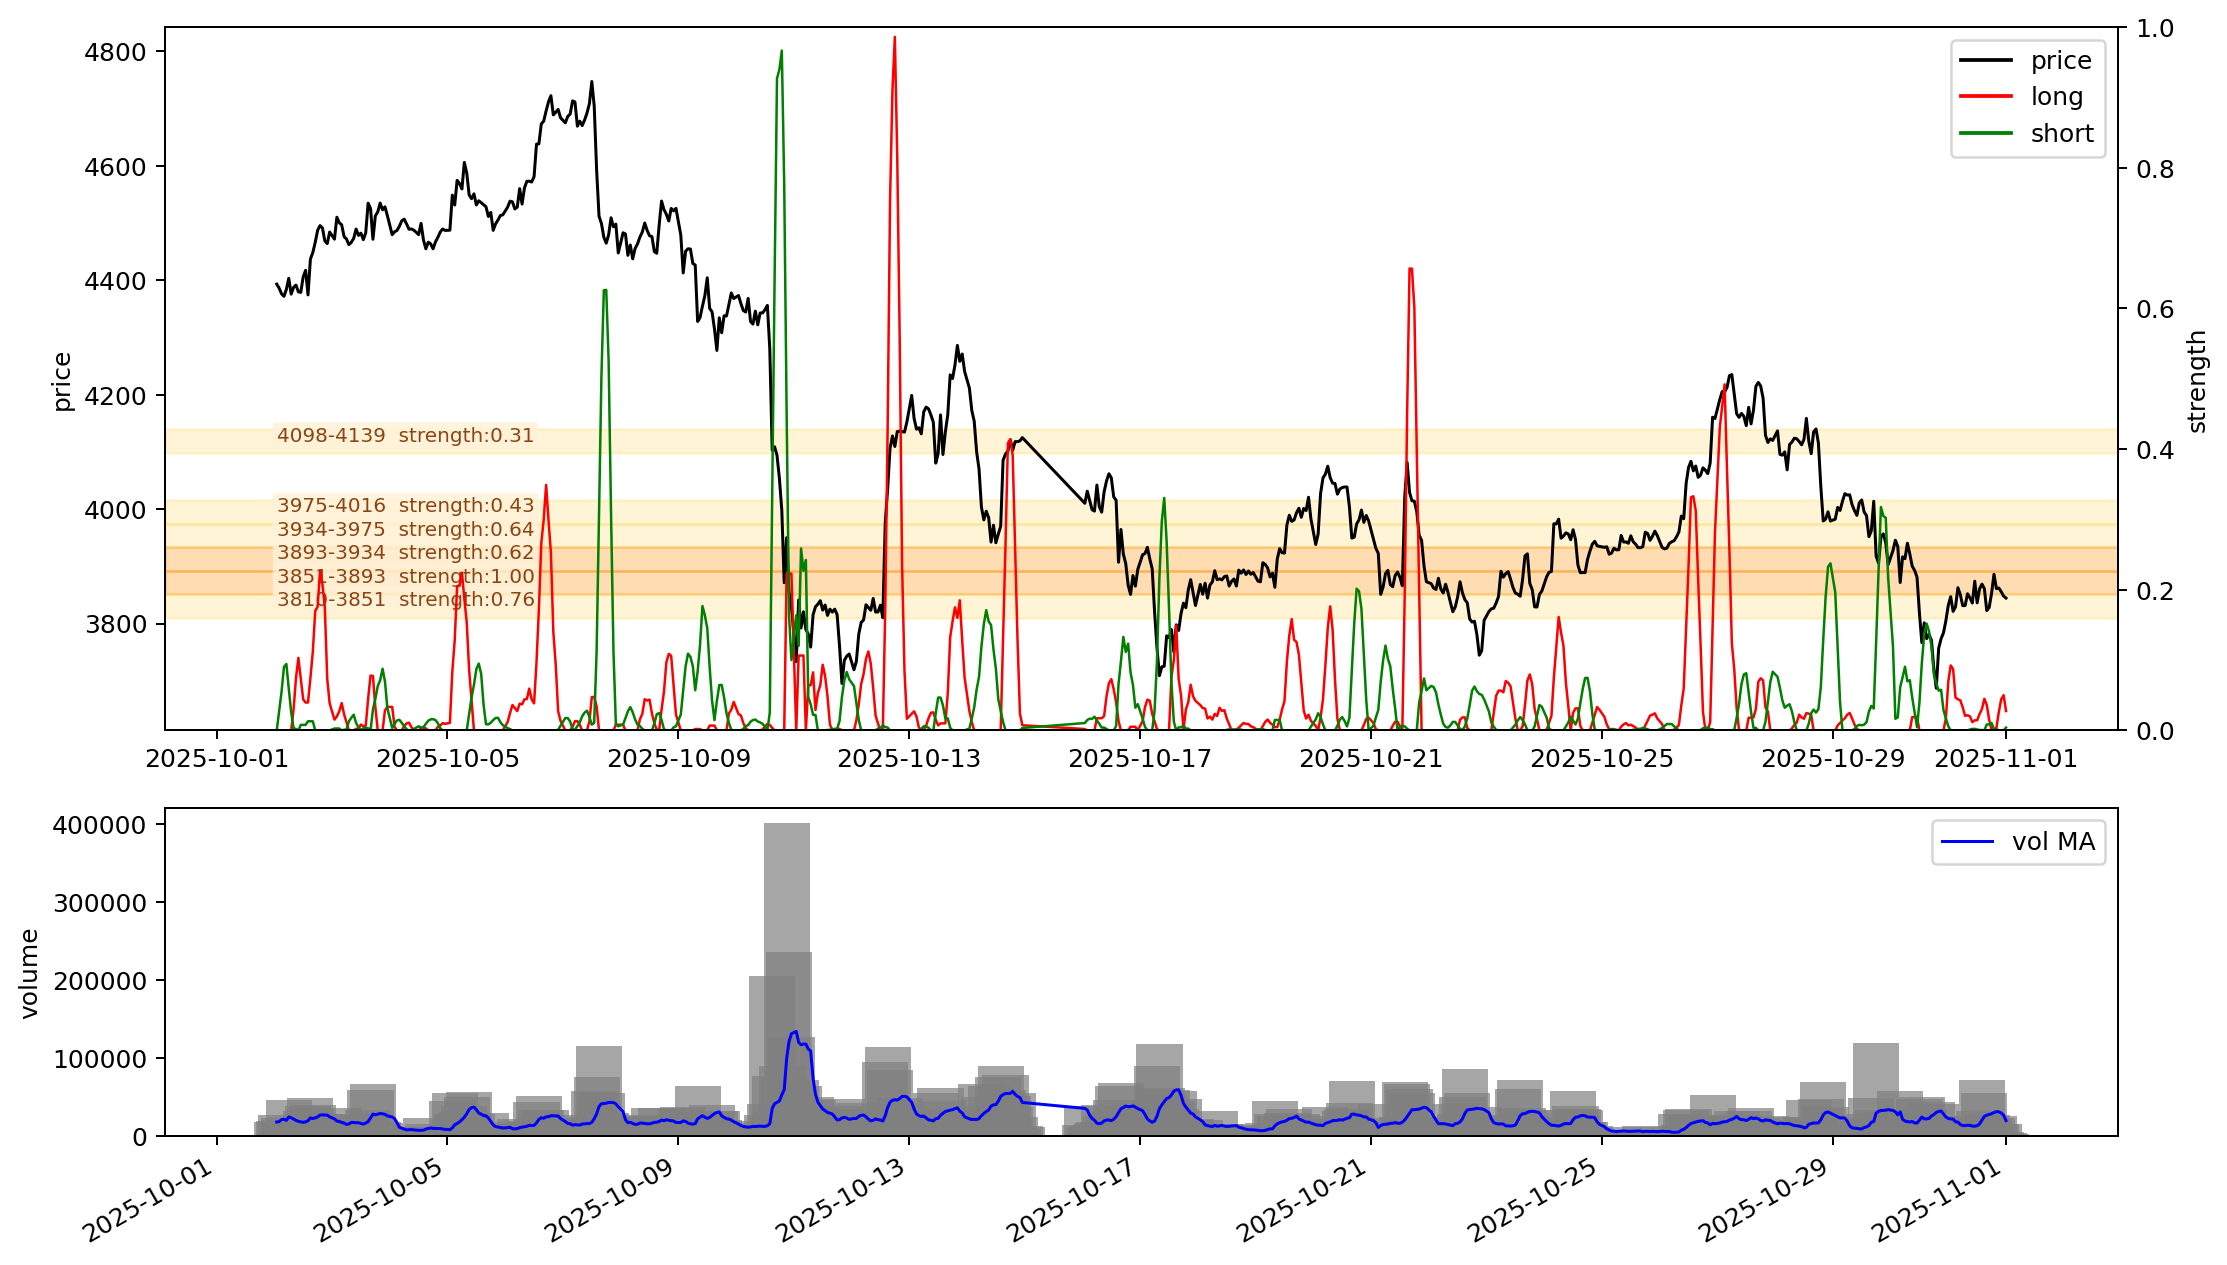 4800
4600
4400
4200
4000
3800
price
1.0
0.8
0.6
0.4
0.2
0.0
strength
price
long
short
4098-4139 strength:0.31
3975-4016 strength:0.43
3934-3975 strength:0.64
3893-3934 strength:0.62
3851-3893 strength:1.00
3810-3851 strength:0.76
2025-10-01
2025-10-05
2025-10-09
2025-10-13
2025-10-17
2025-10-21
2025-10-25
2025-10-29
2025-11-01
400000
300000
200000
100000
0
volume
vol MA
2025-10-01
2025-10-05
2025-10-09
2025-10-13
2025-10-17
2025-10-21
2025-10-25
2025-10-29
2025-11-01